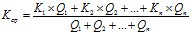 K_ср = (K_1 × Q_1 + K_2 × Q_2 + ... + K_n × Q_n) / (Q_1 + Q_2 + ... + Q_n)